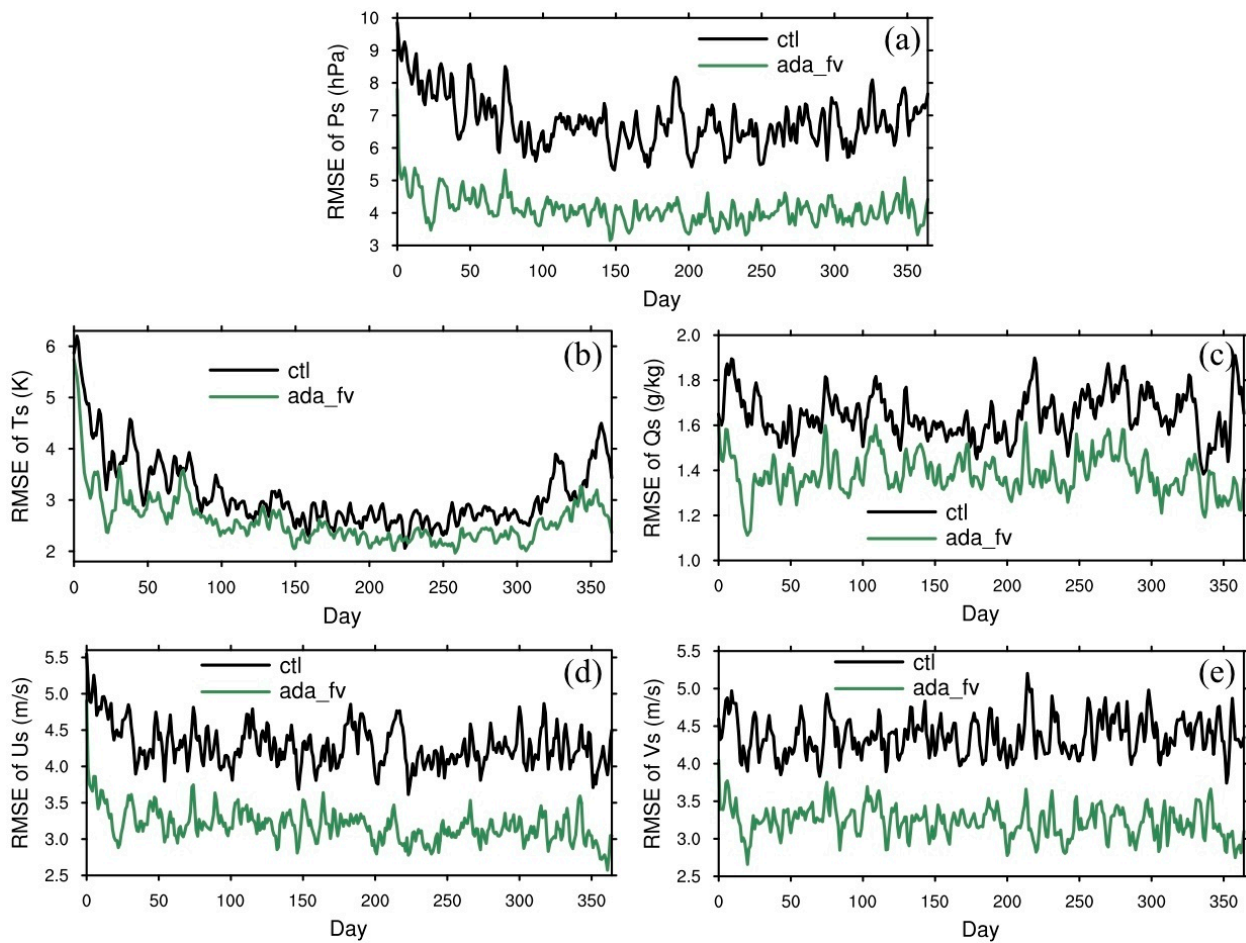 10
9
8
7
6
5
4
3
RMSE of Ps (hPa)
ctl
ada_fv
(a)
0 50 100 150 200 250 300 350
Day
6
5
4
3
2
RMSE of Ts (K)
ctl
ada_fv
(b)
0 50 100 150 200 250 300 350
Day
2.0
1.8
1.6
1.4
1.2
1.0
RMSE of Qs (g/kg)
(c)
ctl
ada_fv
0 50 100 150 200 250 300 350
Day
5.5
5.0
4.5
4.0
3.5
3.0
2.5
RMSE of Us (m/s)
ctl
ada_fv
(d)
0 50 100 150 200 250 300 350
Day
5.5
5.0
4.5
4.0
3.5
3.0
2.5
RMSE of Vs (m/s)
ctl
ada_fv
(e)
0 50 100 150 200 250 300 350
Day